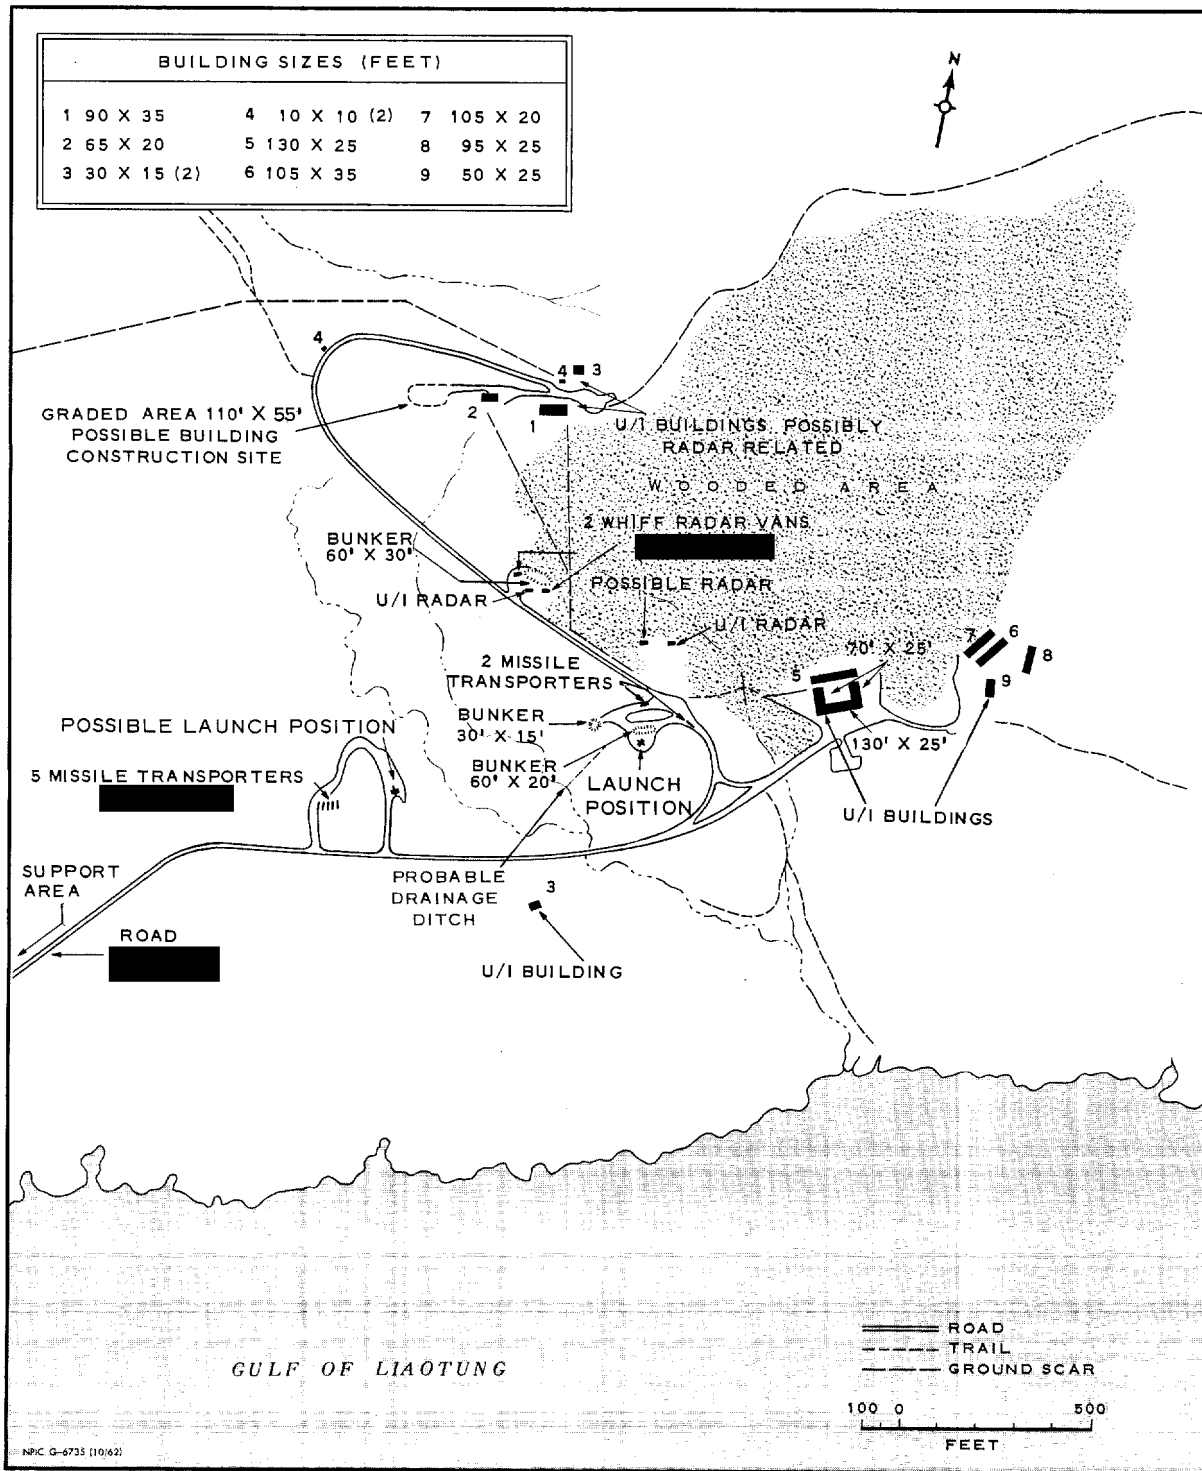 BUILDING SIZES (FEET)
1 90 X 35 4 10 X 10 (2) 7 105 X 20
2 65 X 20 5 130 X 25 8 95 X 25
3 30 X 15 (2) 6 105 X 35 9 50 X 25
N
4
4 3
GRADED AREA 110' X 55'
POSSIBLE BUILDING
CONSTRUCTION SITE
2
1
U/I BUILDINGS, POSSIBLY
RADAR RELATED
WOODED AREA
2 WHIFF RADAR VANS
BUNKER
60' X 30'
POSSIBLE RADAR
U/I RADAR
U/I RADAR
7 6
8
9
5
70' X 25'
130' X 25'
2 MISSILE
TRANSPORTERS
BUNKER
30' X 15'
BUNKER
60' X 20'
LAUNCH
POSITION
POSSIBLE LAUNCH POSITION
5 MISSILE TRANSPORTERS
U/I BUILDINGS
SUPPORT
AREA
PROBABLE
DRAINAGE
DITCH
3
ROAD
U/I BUILDING
GULF OF LIAOTUNG
ROAD
TRAIL
GROUND SCAR
100 0 500
FEET
NPIC G-6735 (10/62)